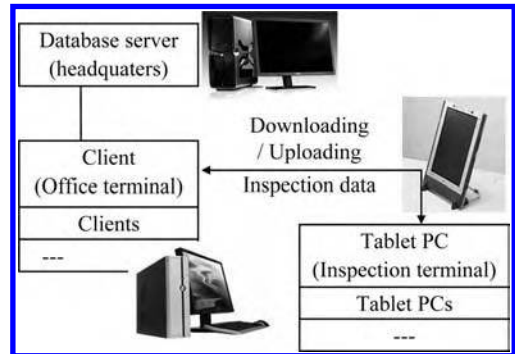 Database server
(headquaters)
Downloading
/ Uploading
Inspection data
Client
(Office terminal)
Clients
---
Tablet PC
(Inspection terminal)
Tablet PCs
---